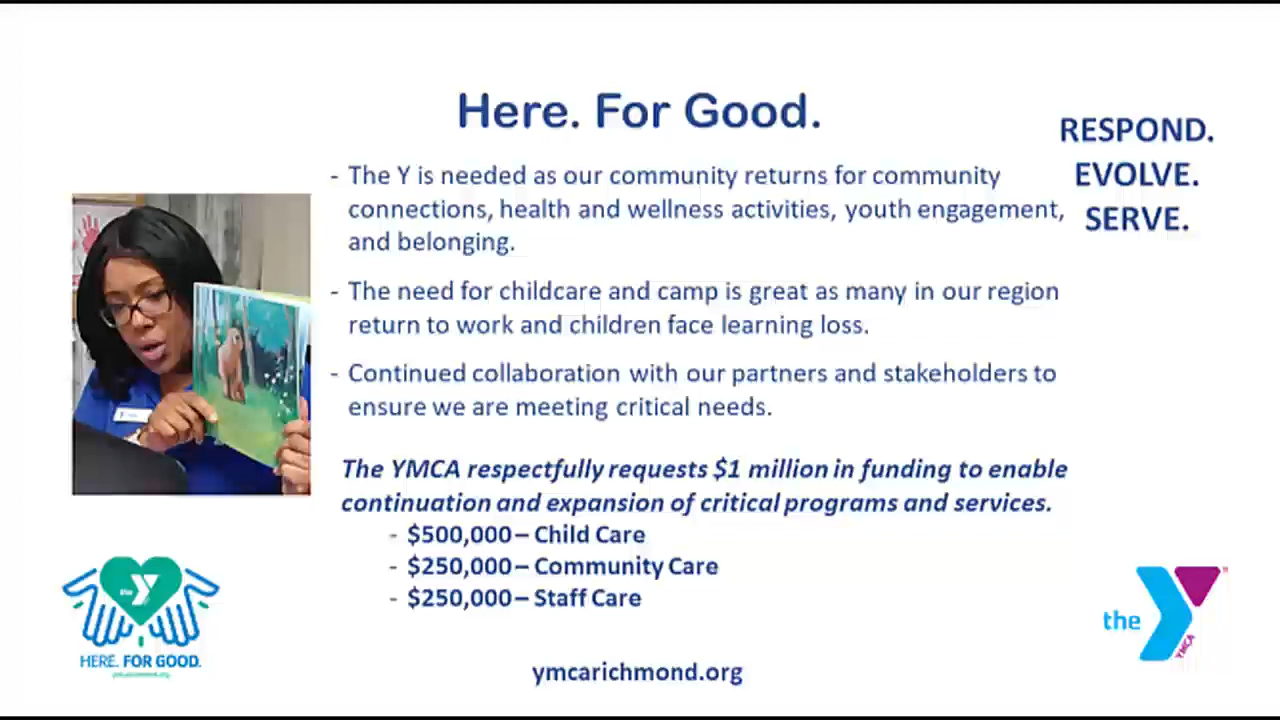 Here. For Good.
RESPOND.
EVOLVE.
SERVE.
- The Y is needed as our community returns for community
connections, health and wellness activities, youth engagement,
and belonging.
- The need for childcare and camp is great as many in our region
return to work and children face learning loss.
- Continued collaboration with our partners and stakeholders to
ensure we are meeting critical needs.
The YMCA respectfully requests $1 million in funding to enable
continuation and expansion of critical programs and services.
- $500,000 – Child Care
- $250,000 – Community Care
- $250,000 – Staff Care
the Y
HERE. FOR GOOD.
ymcarichmond.org
the Y
YMCA
ymcarichmond.org